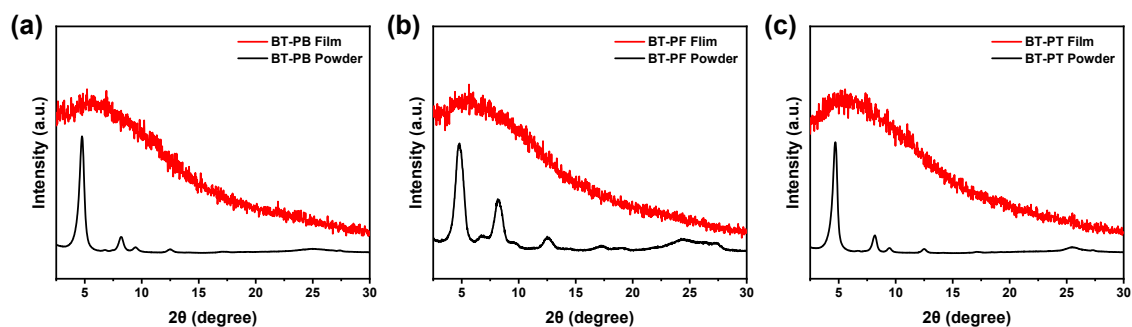 (a)
BT-PB Film
BT-PB Powder
Intensity (a.u.)
5 10 15 20 25 30
2θ (degree)
(b)
BT-PF Flim
BT-PF Powder
Intensity (a.u.)
5 10 15 20 25 30
2θ (degree)
(c)
BT-PT Film
BT-PT Powder
Intensity (a.u.)
5 10 15 20 25 30
2θ (degree)